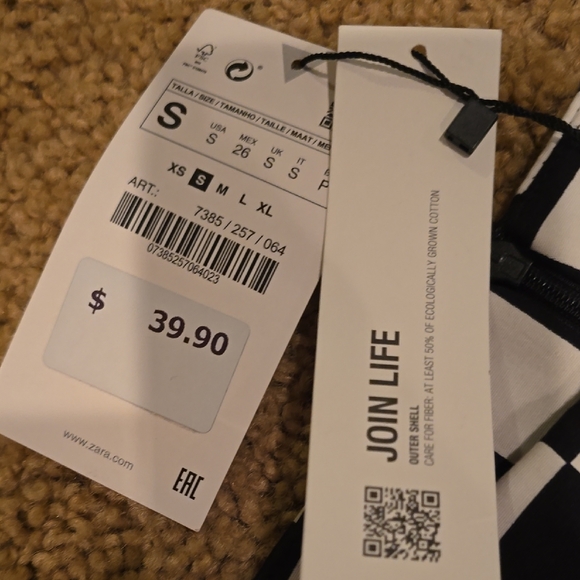 FSC
TALLA / SIZE / TAMANHO / TAILLE / MAAT /
S
USA MEX UK IT
S 26 S S P
XS S M L XL
ART.:
7385 / 257 / 064
07385257064023
$ 39.90
www.zara.com
EAC
JOIN LIFE
OUTER SHELL
CARE FOR FIBER: AT LEAST 50% OF ECOLOGICALLY GROWN COTTON